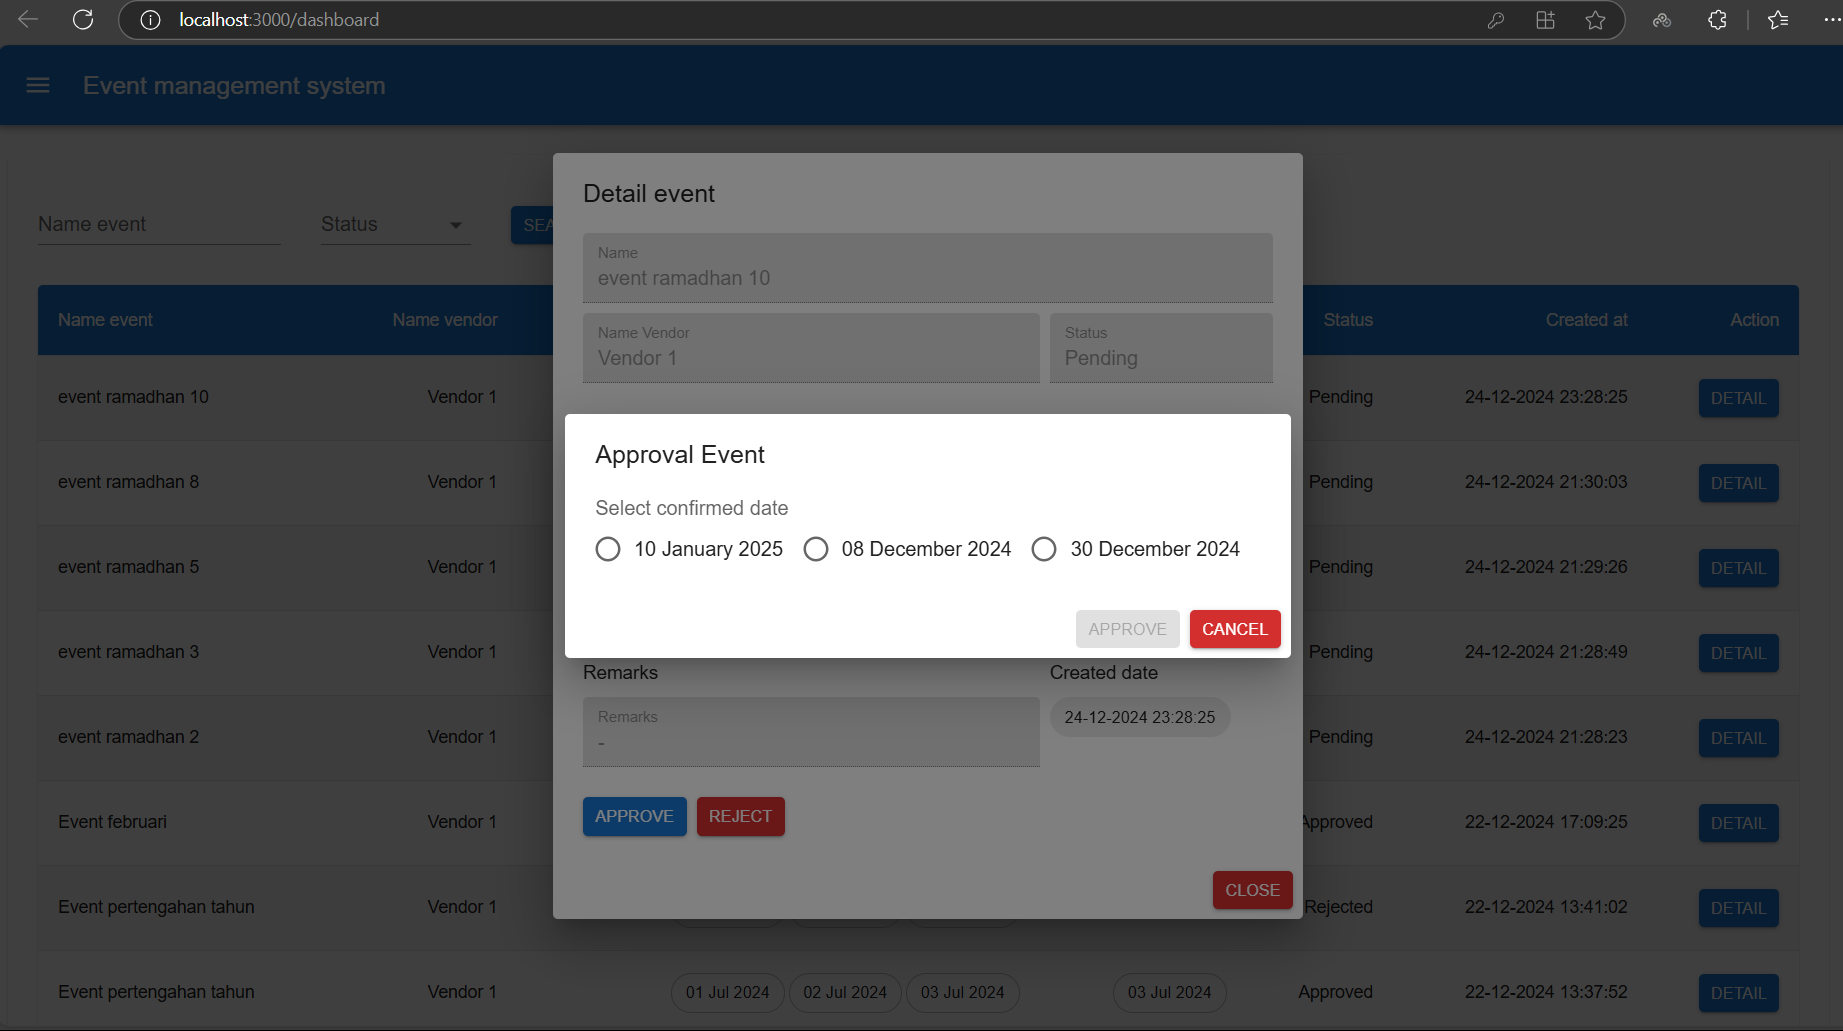 localhost:3000/dashboard
Event management system
Detail event
Name event
Status
SEA
Name
event ramadhan 10
Name Vendor
Vendor 1
Status
Pending
Name event Name vendor Status Created at Action
event ramadhan 10 Vendor 1 Pending 24-12-2024 23:28:25 DETAIL
event ramadhan 8 Vendor 1 Pending 24-12-2024 21:30:03 DETAIL
event ramadhan 5 Vendor 1 Pending 24-12-2024 21:29:26 DETAIL
event ramadhan 3 Vendor 1 Pending 24-12-2024 21:28:49 DETAIL
event ramadhan 2 Vendor 1 Pending 24-12-2024 21:28:23 DETAIL
Event februari Vendor 1 Approved 22-12-2024 17:09:25 DETAIL
Event pertengahan tahun Vendor 1 Rejected 22-12-2024 13:41:02 DETAIL
Event pertengahan tahun Vendor 1 01 Jul 2024 02 Jul 2024 03 Jul 2024 03 Jul 2024 Approved 22-12-2024 13:37:52 DETAIL
Approval Event
Select confirmed date
10 January 2025 08 December 2024 30 December 2024
APPROVE CANCEL
Remarks
Created date
Remarks
-
24-12-2024 23:28:25
APPROVE REJECT
CLOSE